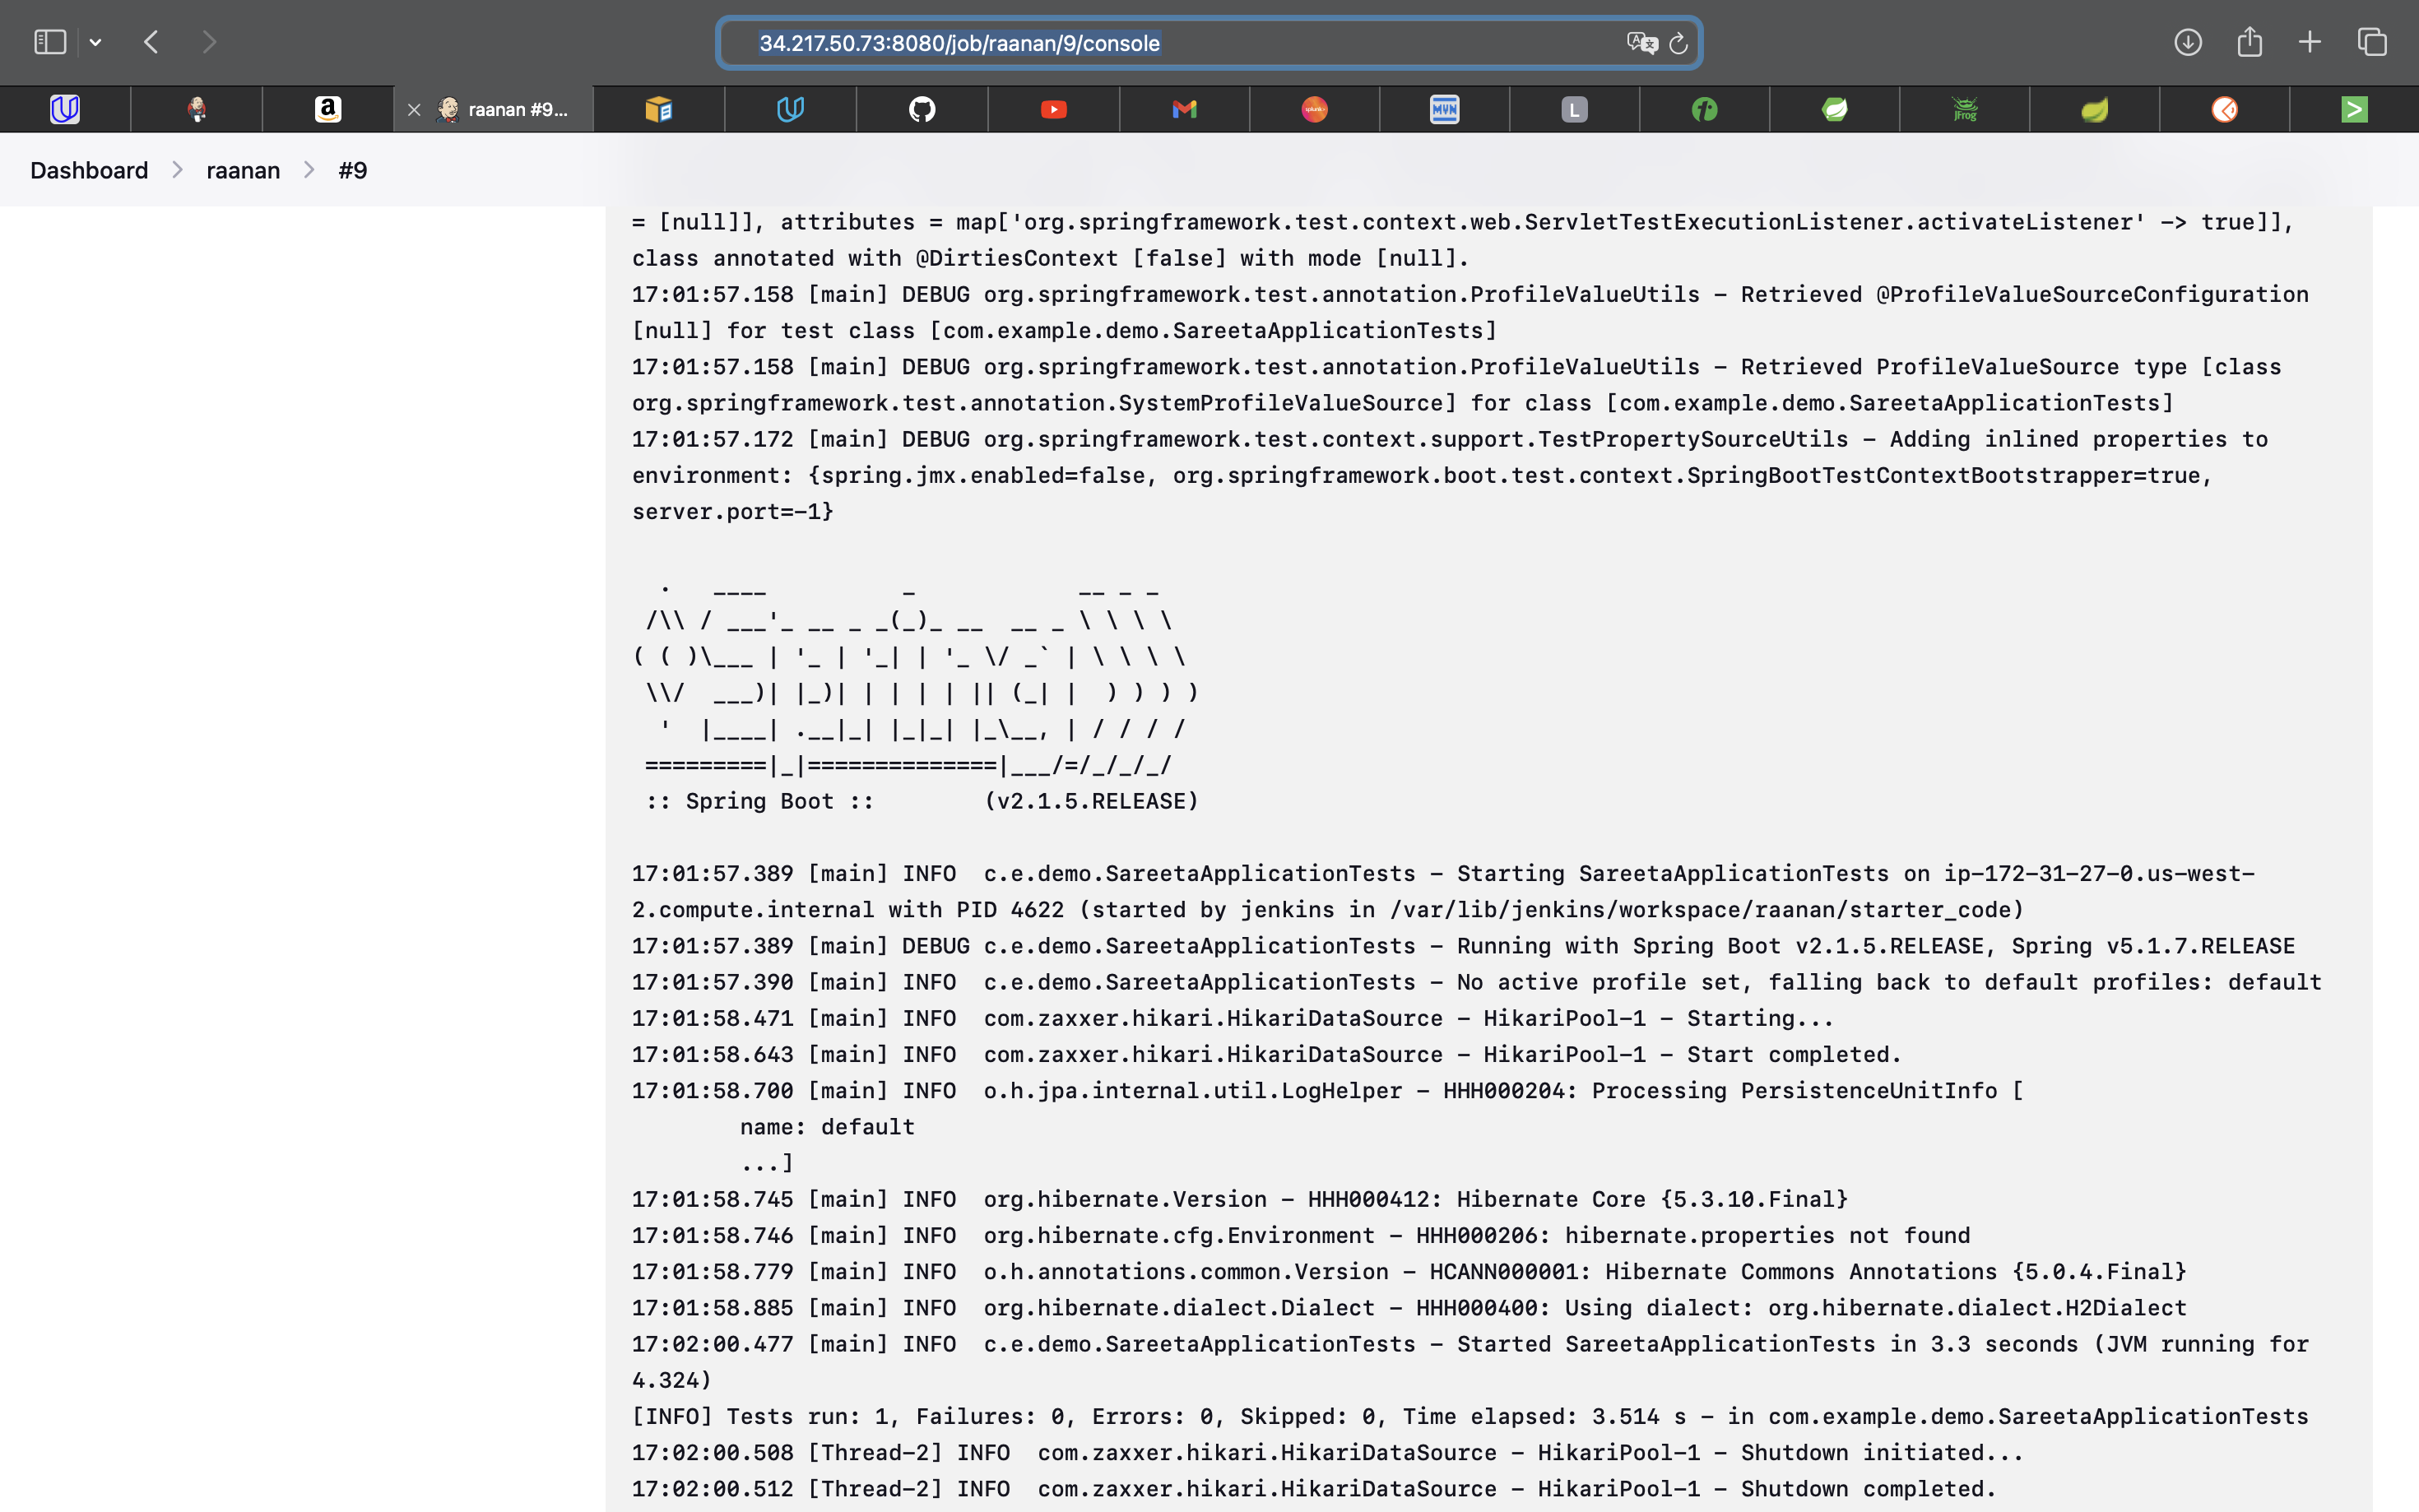 34.217.50.73:8080/job/raanan/9/console
raanan #9...
Dashboard > raanan > #9
= [null]], attributes = map['org.springframework.test.context.web.ServletTestExecutionListener.activateListener' -> true]],
class annotated with @DirtiesContext [false] with mode [null].
17:01:57.158 [main] DEBUG org.springframework.test.annotation.ProfileValueUtils - Retrieved @ProfileValueSourceConfiguration
[null] for test class [com.example.demo.SareetaApplicationTests]
17:01:57.158 [main] DEBUG org.springframework.test.annotation.ProfileValueUtils - Retrieved ProfileValueSource type [class
org.springframework.test.annotation.SystemProfileValueSource] for class [com.example.demo.SareetaApplicationTests]
17:01:57.172 [main] DEBUG org.springframework.test.context.support.TestPropertySourceUtils - Adding inlined properties to
environment: {spring.jmx.enabled=false, org.springframework.boot.test.context.SpringBootTestContextBootstrapper=true,
server.port=-1}
  .   ____          _            __ _ _
 /\\ / ___'_ __ _ _(_)_ __  __ _ \ \ \ \
( ( )\___ | '_ | '_| | '_ \/ _` | \ \ \ \
 \\/  ___)| |_)| | | | | || (_| |  ) ) ) )
  '  |____| .__|_| |_|_| |_\__, | / / / /
 =========|_|==============|___/=/_/_/_/
 :: Spring Boot ::        (v2.1.5.RELEASE)
17:01:57.389 [main] INFO  c.e.demo.SareetaApplicationTests - Starting SareetaApplicationTests on ip-172-31-27-0.us-west-
2.compute.internal with PID 4622 (started by jenkins in /var/lib/jenkins/workspace/raanan/starter_code)
17:01:57.389 [main] DEBUG c.e.demo.SareetaApplicationTests - Running with Spring Boot v2.1.5.RELEASE, Spring v5.1.7.RELEASE
17:01:57.390 [main] INFO  c.e.demo.SareetaApplicationTests - No active profile set, falling back to default profiles: default
17:01:58.471 [main] INFO  com.zaxxer.hikari.HikariDataSource - HikariPool-1 - Starting...
17:01:58.643 [main] INFO  com.zaxxer.hikari.HikariDataSource - HikariPool-1 - Start completed.
17:01:58.700 [main] INFO  o.h.jpa.internal.util.LogHelper - HHH000204: Processing PersistenceUnitInfo [
        name: default
        ...]
17:01:58.745 [main] INFO  org.hibernate.Version - HHH000412: Hibernate Core {5.3.10.Final}
17:01:58.746 [main] INFO  org.hibernate.cfg.Environment - HHH000206: hibernate.properties not found
17:01:58.779 [main] INFO  o.h.annotations.common.Version - HCANN000001: Hibernate Commons Annotations {5.0.4.Final}
17:01:58.885 [main] INFO  org.hibernate.dialect.Dialect - HHH000400: Using dialect: org.hibernate.dialect.H2Dialect
17:02:00.477 [main] INFO  c.e.demo.SareetaApplicationTests - Started SareetaApplicationTests in 3.3 seconds (JVM running for
4.324)
[INFO] Tests run: 1, Failures: 0, Errors: 0, Skipped: 0, Time elapsed: 3.514 s - in com.example.demo.SareetaApplicationTests
17:02:00.508 [Thread-2] INFO  com.zaxxer.hikari.HikariDataSource - HikariPool-1 - Shutdown initiated...
17:02:00.512 [Thread-2] INFO  com.zaxxer.hikari.HikariDataSource - HikariPool-1 - Shutdown completed.